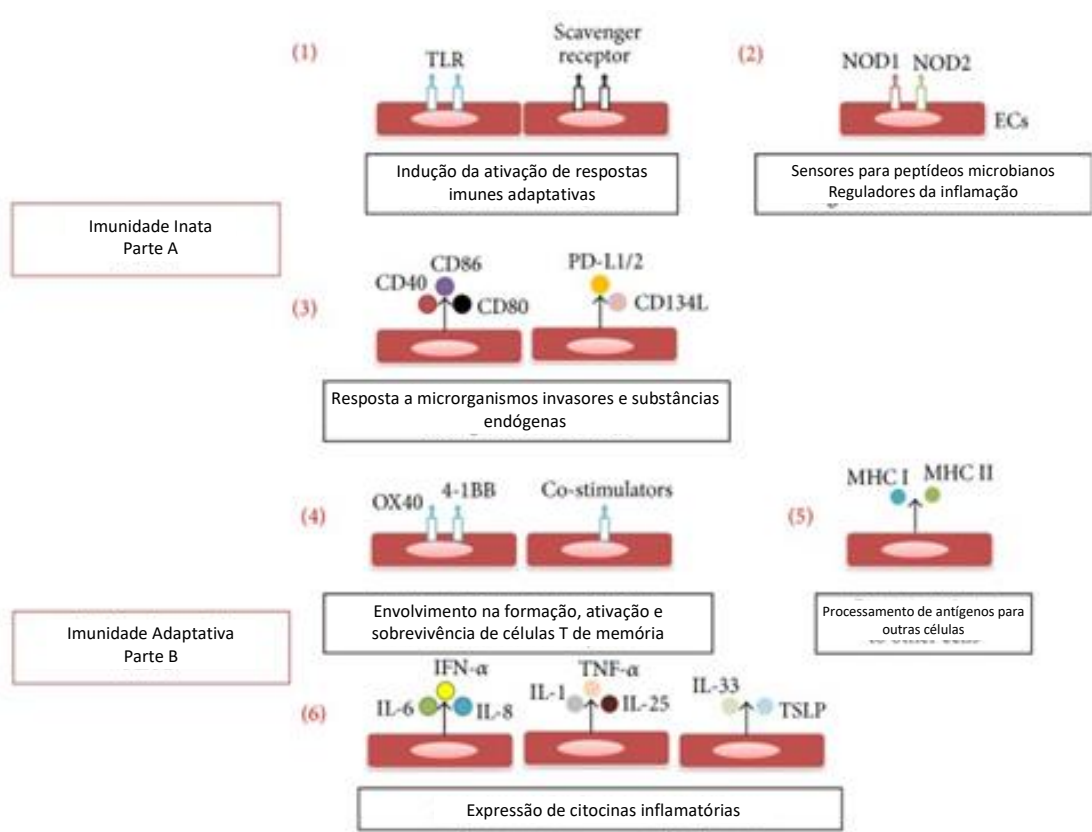 (1)
TLR
Scavenger
receptor
(2)
NOD1 NOD2
ECs
Indução da ativação de respostas
imunes adaptativas
Sensores para peptídeos microbianos
Reguladores da inflamação
Imunidade Inata
Parte A
(3)
CD86
CD40
CD80
PD-L1/2
CD134L
Resposta a microrganismos invasores e substâncias
endógenas
(4)
OX40
4-1BB
Co-stimulators
(5)
MHC I
MHC II
Envolvimento na formação, ativação e
sobrevivência de células T de memória
Processamento de antígenos para
outras células
Imunidade Adaptativa
Parte B
(6)
IFN-α
IL-6
IL-8
TNF-α
IL-1
IL-25
IL-33
TSLP
Expressão de citocinas inflamatórias